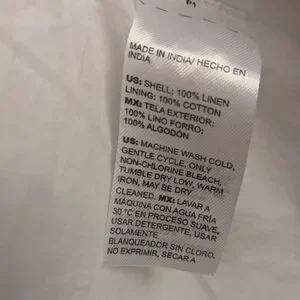 MADE IN INDIA/ HECHO EN
INDIA
US: SHELL: 100% LINEN
LINING: 100% COTTON
MX: TELA EXTERIOR:
100% LINO FORRO:
100% ALGODÓN
US: MACHINE WASH COLD,
GENTLE CYCLE, ONLY
NON-CHLORINE BLEACH,
TUMBLE DRY LOW, WARM
IRON, MAY BE DRY
CLEANED. MX: LAVAR A
MÁQUINA CON AGUA FRÍA
30 °C EN PROCESO SUAVE,
USAR DETERGENTE, USAR
SOLAMENTE
BLANQUEADOR SIN CLORO,
NO EXPRIMIR, SECAR A